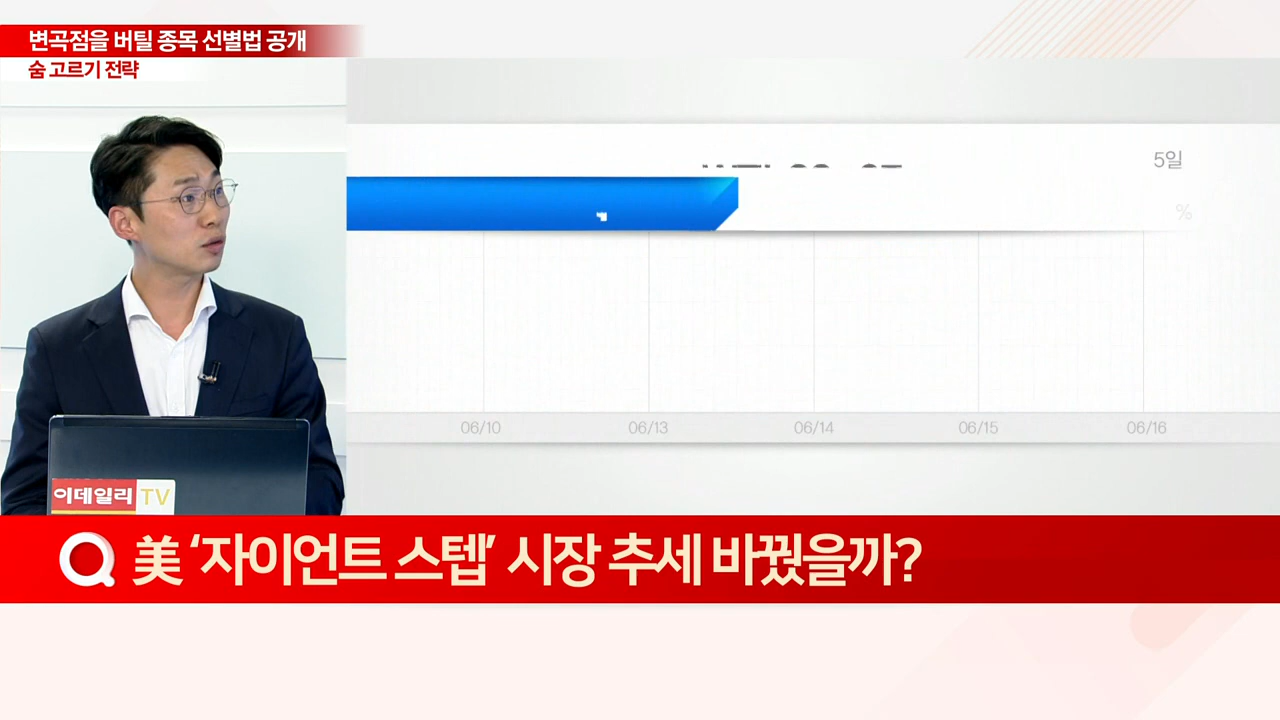 변곡점을 버틸 종목 선별법 공개
숨 고르기 전략
5일
%
06/10 06/13 06/14 06/15 06/16
이데일리 TV
Q 美 ‘자이언트 스텝’ 시장 추세 바꿨을까?